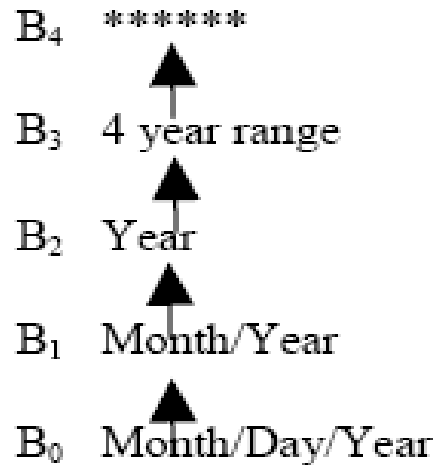 B₄ ******
B₃ 4 year range
B₂ Year
B₁ Month/Year
B₀ Month/Day/Year